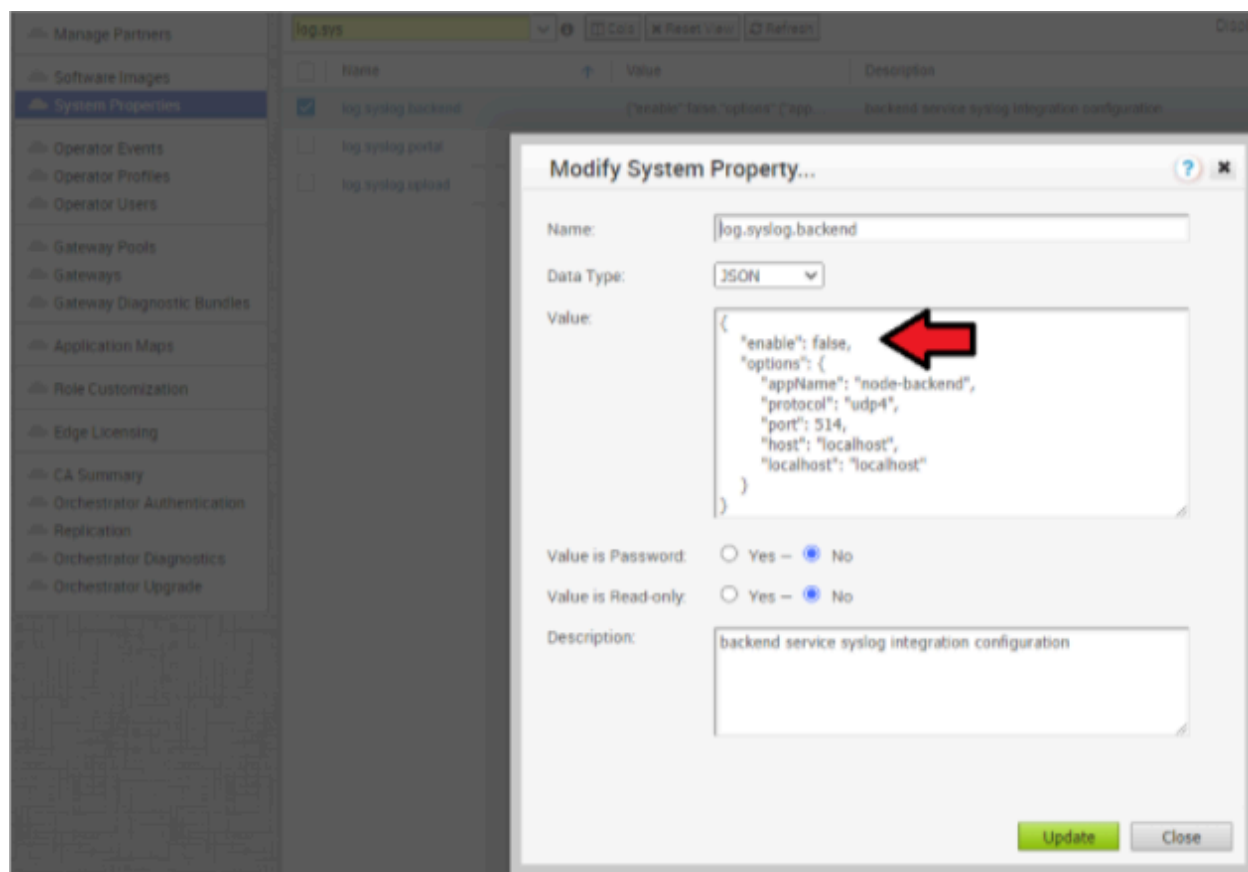 Manage Partners
Software Images
System Properties
Operator Events
Operator Profiles
Operator Users
Gateway Pools
Gateways
Gateway Diagnostic Bundles
Application Maps
Role Customization
Edge Licensing
CA Summary
Orchestrator Authentication
Replication
Orchestrator Diagnostics
Orchestrator Upgrade
log.sys
Cols Reset View Refresh
Name Value Description
log.syslog.backend {"enable":false,"options":{"app... backend service syslog integration configuration
log.syslog.portal
log.syslog.upload
Modify System Property...
?
Name: log.syslog.backend
Data Type: JSON
Value: {
"enable": false,
"options": {
"appName": "node-backend",
"protocol": "udp4",
"port": 514,
"host": "localhost",
"localhost": "localhost"
}
}
Value is Password: Yes – No
Value is Read-only: Yes – No
Description: backend service syslog integration configuration
Update Close